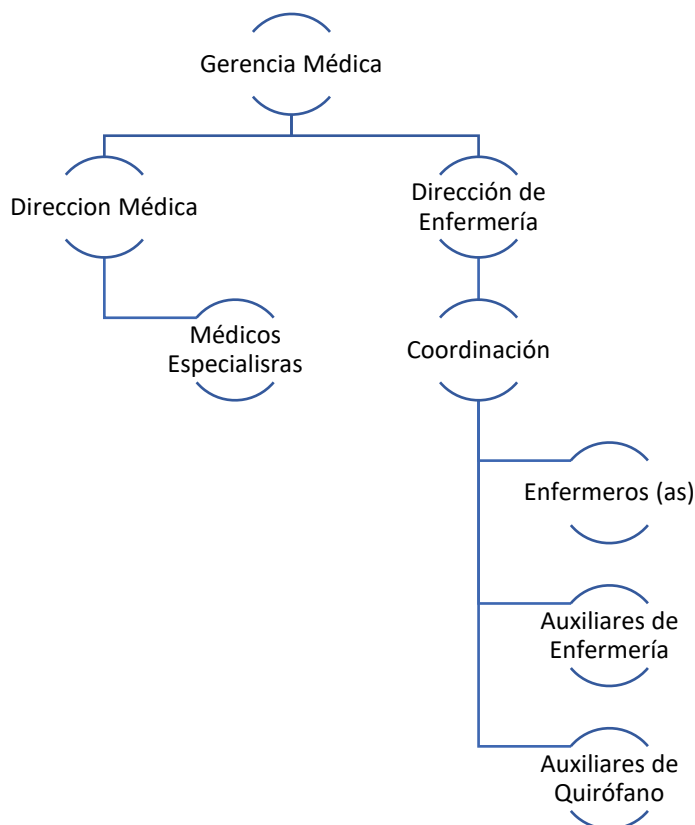 Gerencia Médica
Direccion Médica
Dirección de
Enfermería
Médicos
Especialisras
Coordinación
Enfermeros (as)
Auxiliares de
Enfermería
Auxiliares de
Quirófano